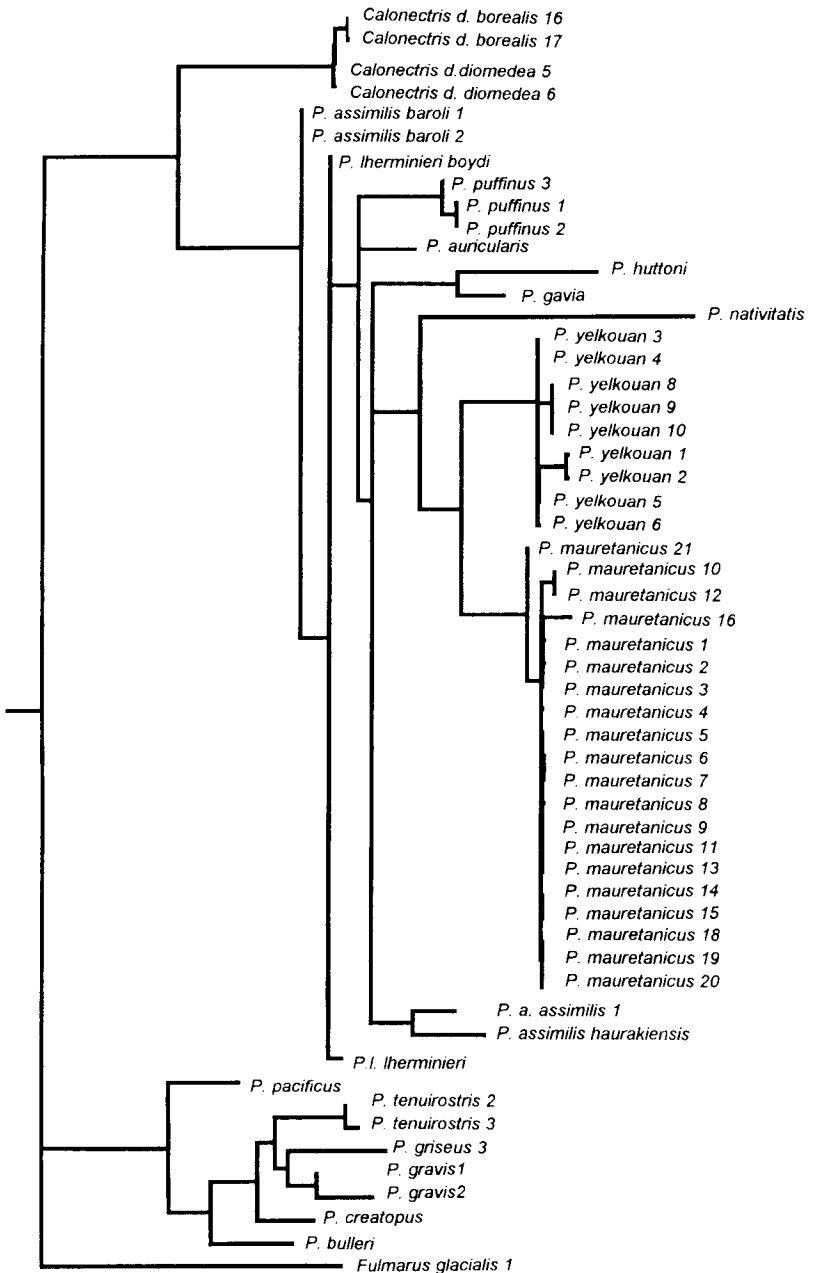 Calonectris d. borealis 16
Calonectris d. borealis 17
Calonectris d.diomedea 5
Calonectris d. diomedea 6
P. assimilis baroli 1
P. assimilis baroli 2
P. lherminieri boydi
P. puffinus 3
P. puffinus 1
P. puffinus 2
P. auricularis
P. huttoni
P. gavia
P. nativitatis
P. yelkouan 3
P. yelkouan 4
P. yelkouan 8
P. yelkouan 9
P. yelkouan 10
P. yelkouan 1
P. yelkouan 2
P. yelkouan 5
P. yelkouan 6
P. mauretanicus 21
P. mauretanicus 10
P. mauretanicus 12
P. mauretanicus 16
P. mauretanicus 1
P. mauretanicus 2
P. mauretanicus 3
P. mauretanicus 4
P. mauretanicus 5
P. mauretanicus 6
P. mauretanicus 7
P. mauretanicus 8
P. mauretanicus 9
P. mauretanicus 11
P. mauretanicus 13
P. mauretanicus 14
P. mauretanicus 15
P. mauretanicus 18
P. mauretanicus 19
P. mauretanicus 20
P. a. assimilis 1
P. assimilis haurakiensis
P.l. lherminieri
P. pacificus
P. tenuirostris 2
P. tenuirostris 3
P. griseus 3
P. gravis1
P. gravis2
P. creatopus
P. bulleri
Fulmarus glacialis 1